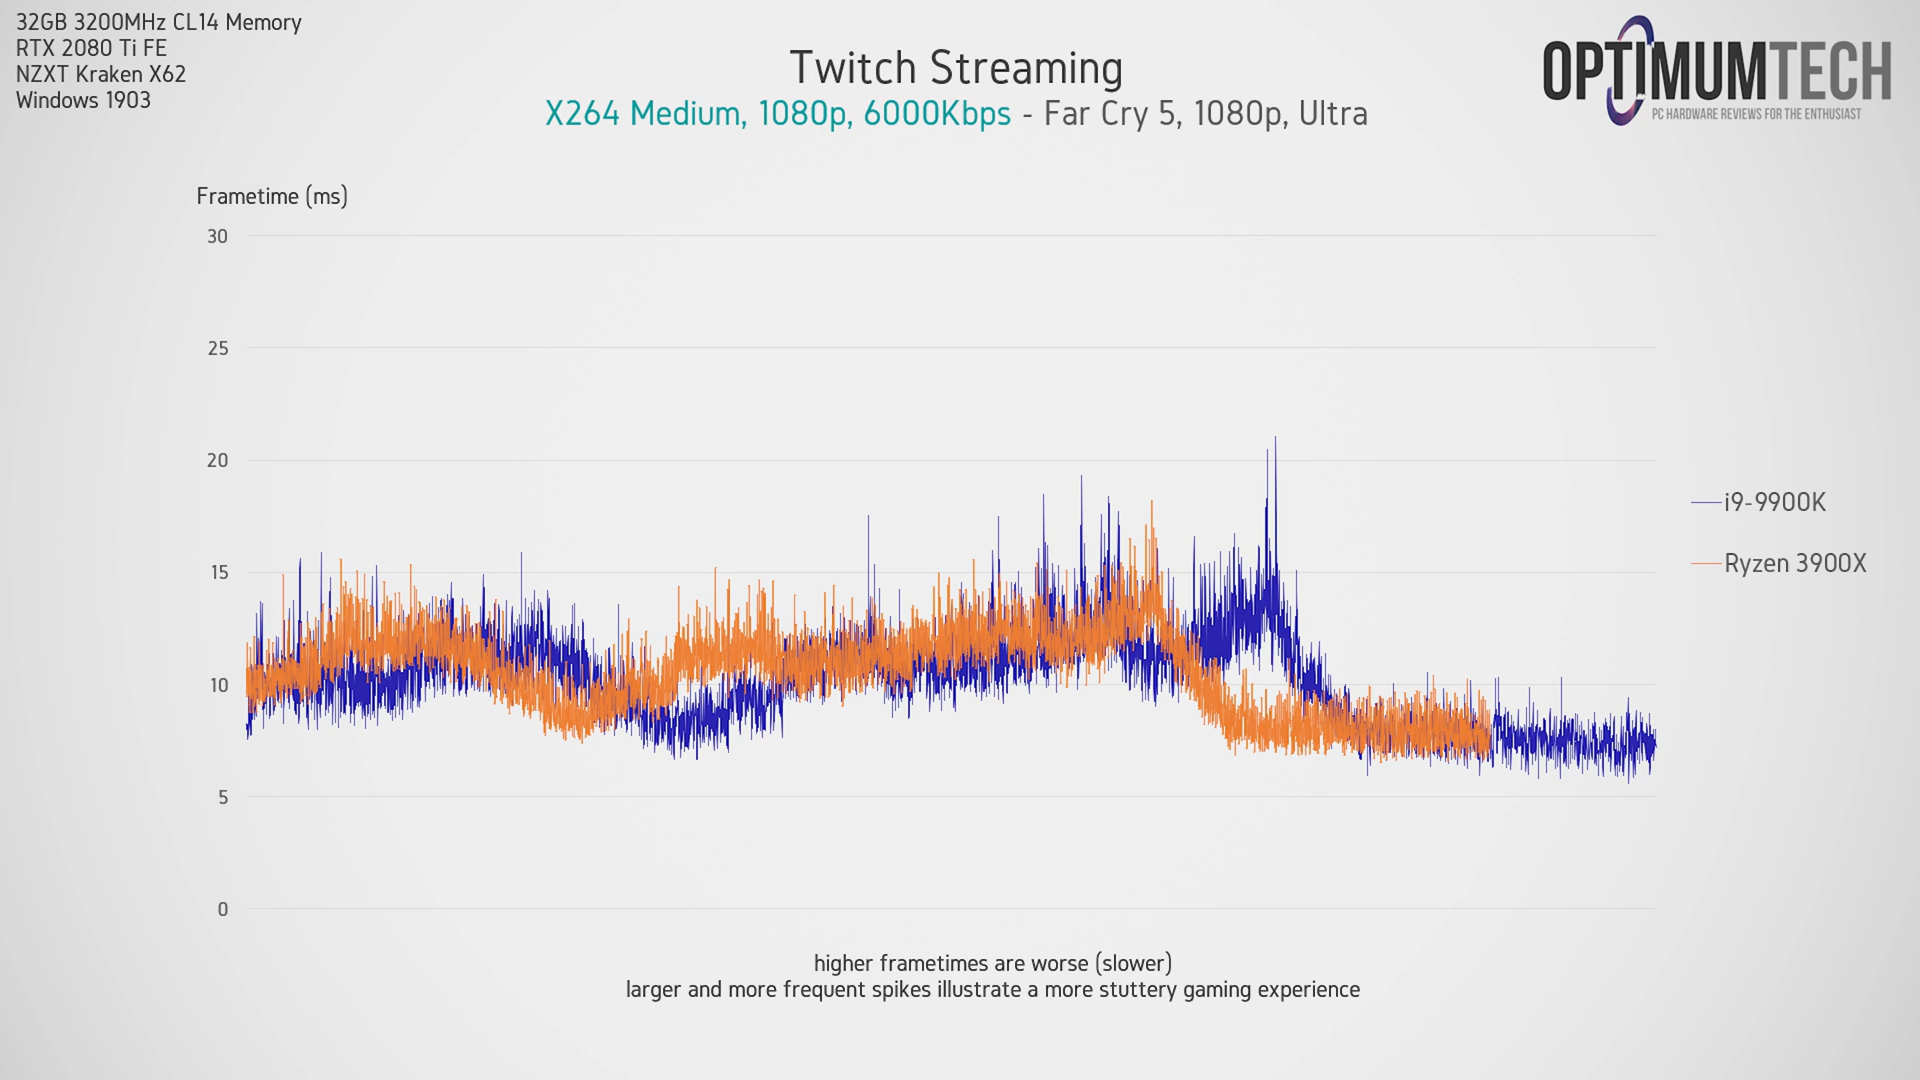 32GB 3200MHz CL14 Memory
RTX 2080 Ti FE
NZXT Kraken X62
Windows 1903
Twitch Streaming
X264 Medium, 1080p, 6000Kbps - Far Cry 5, 1080p, Ultra
OPTIMUMTECH
PC HARDWARE REVIEWS FOR THE ENTHUSIAST
Frametime (ms)
30
25
20
15
10
5
0
i9-9900K
Ryzen 3900X
higher frametimes are worse (slower)
larger and more frequent spikes illustrate a more stuttery gaming experience